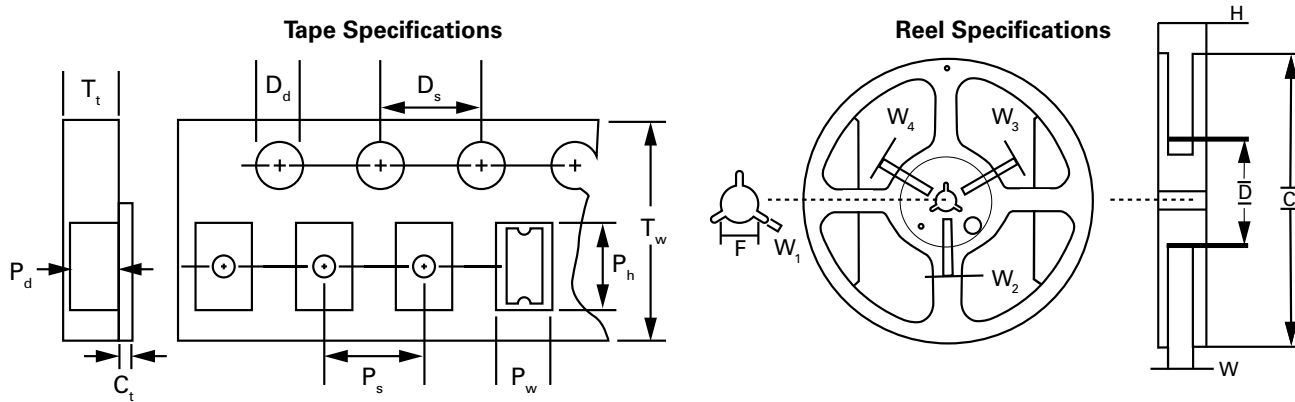 Tape Specifications
Reel Specifications
T_t
D_d
D_s
T_w
P_d
P_h
C_t
P_s
P_w
W_4
W_3
F
W_1
W_2
H
D
C
W